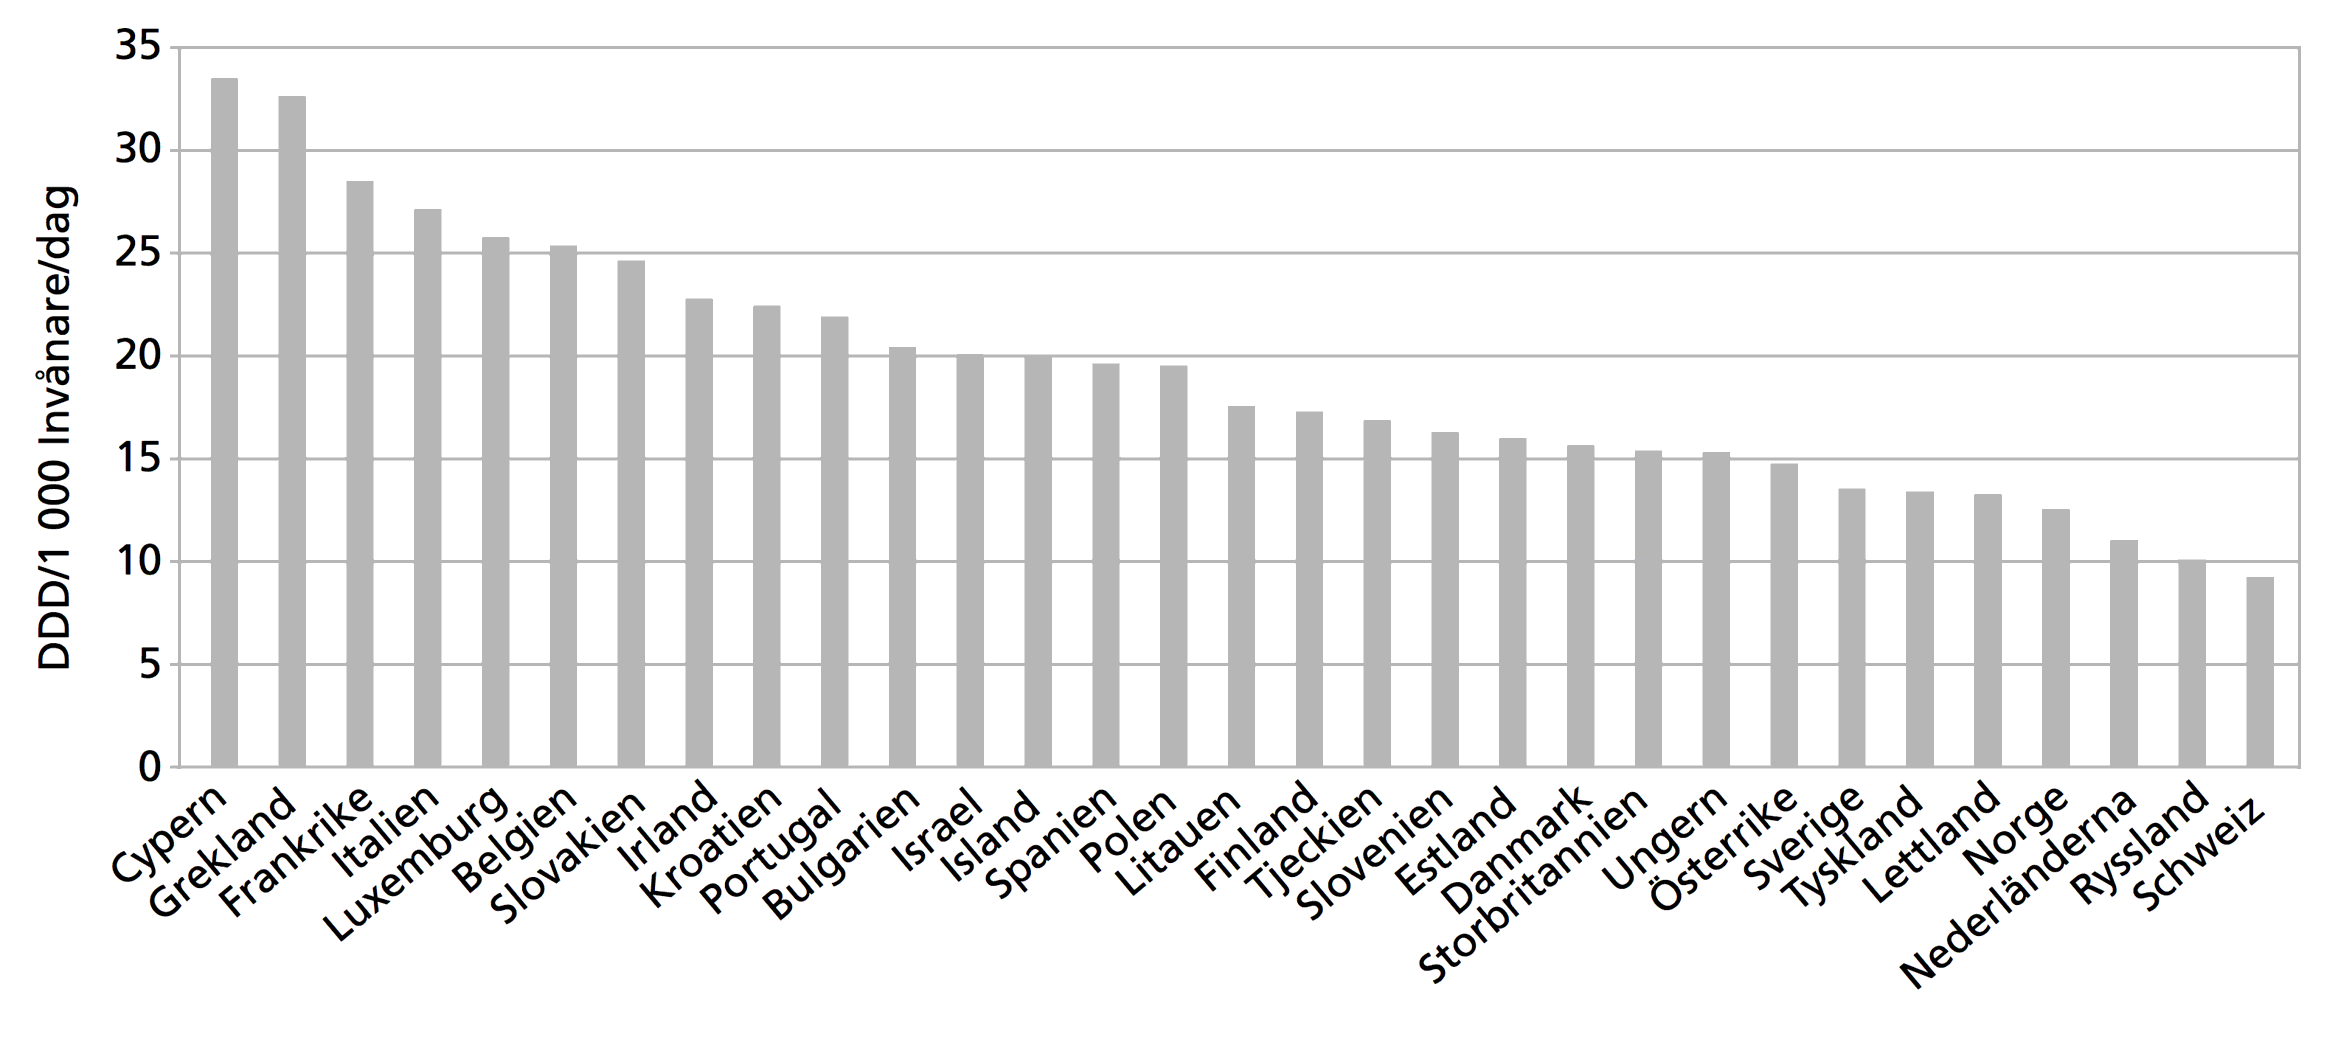 DDD/1 000 Invånare/dag
35
30
25
20
15
10
5
0
Cypern
Grekland
Frankrike
Italien
Luxemburg
Belgien
Slovakien
Irland
Kroatien
Portugal
Bulgarien
Israel
Island
Spanien
Polen
Litauen
Finland
Tjeckien
Slovenien
Estland
Danmark
Storbritannien
Ungern
Österrike
Sverige
Tyskland
Lettland
Norge
Nederländerna
Ryssland
Schweiz